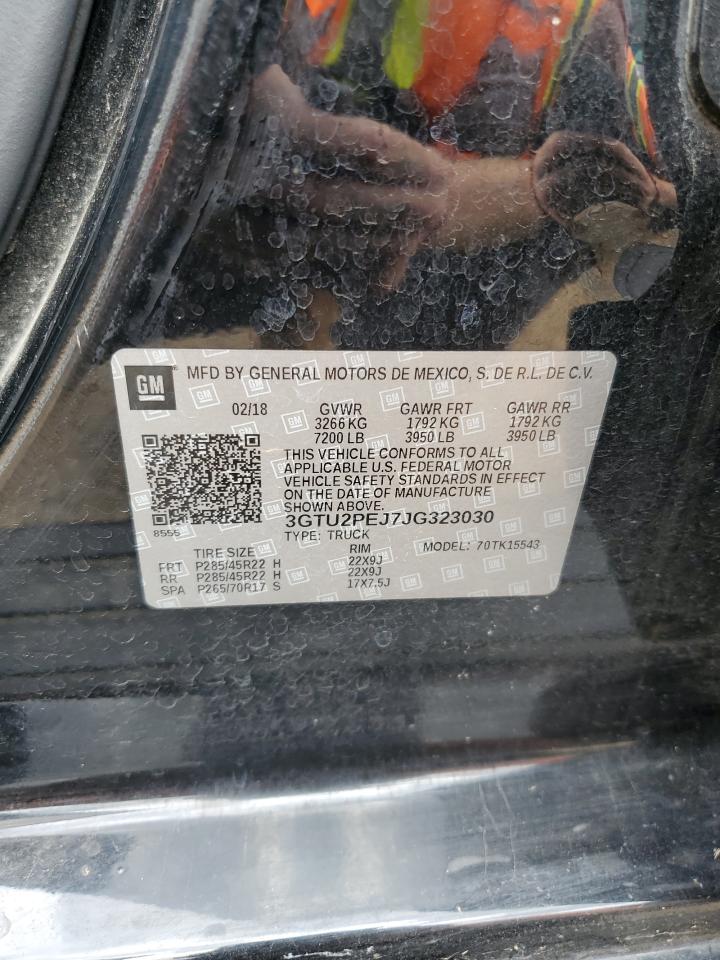 GM MFD BY GENERAL MOTORS DE MEXICO, S. DE R.L. DE C.V.
02/18 GVWR GAWR FRT GAWR RR
3266 KG 1792 KG 1792 KG
7200 LB 3950 LB 3950 LB
THIS VEHICLE CONFORMS TO ALL
APPLICABLE U.S. FEDERAL MOTOR
VEHICLE SAFETY STANDARDS IN EFFECT
ON THE DATE OF MANUFACTURE
SHOWN ABOVE.
3GTU2PEJ7JG323030
8555 TYPE: TRUCK MODEL: 70TK15543
TIRE SIZE RIM
FRT P285/45R22 H 22X9J
RR P285/45R22 H 22X9J
SPA P265/70R17 S 17X7.5J